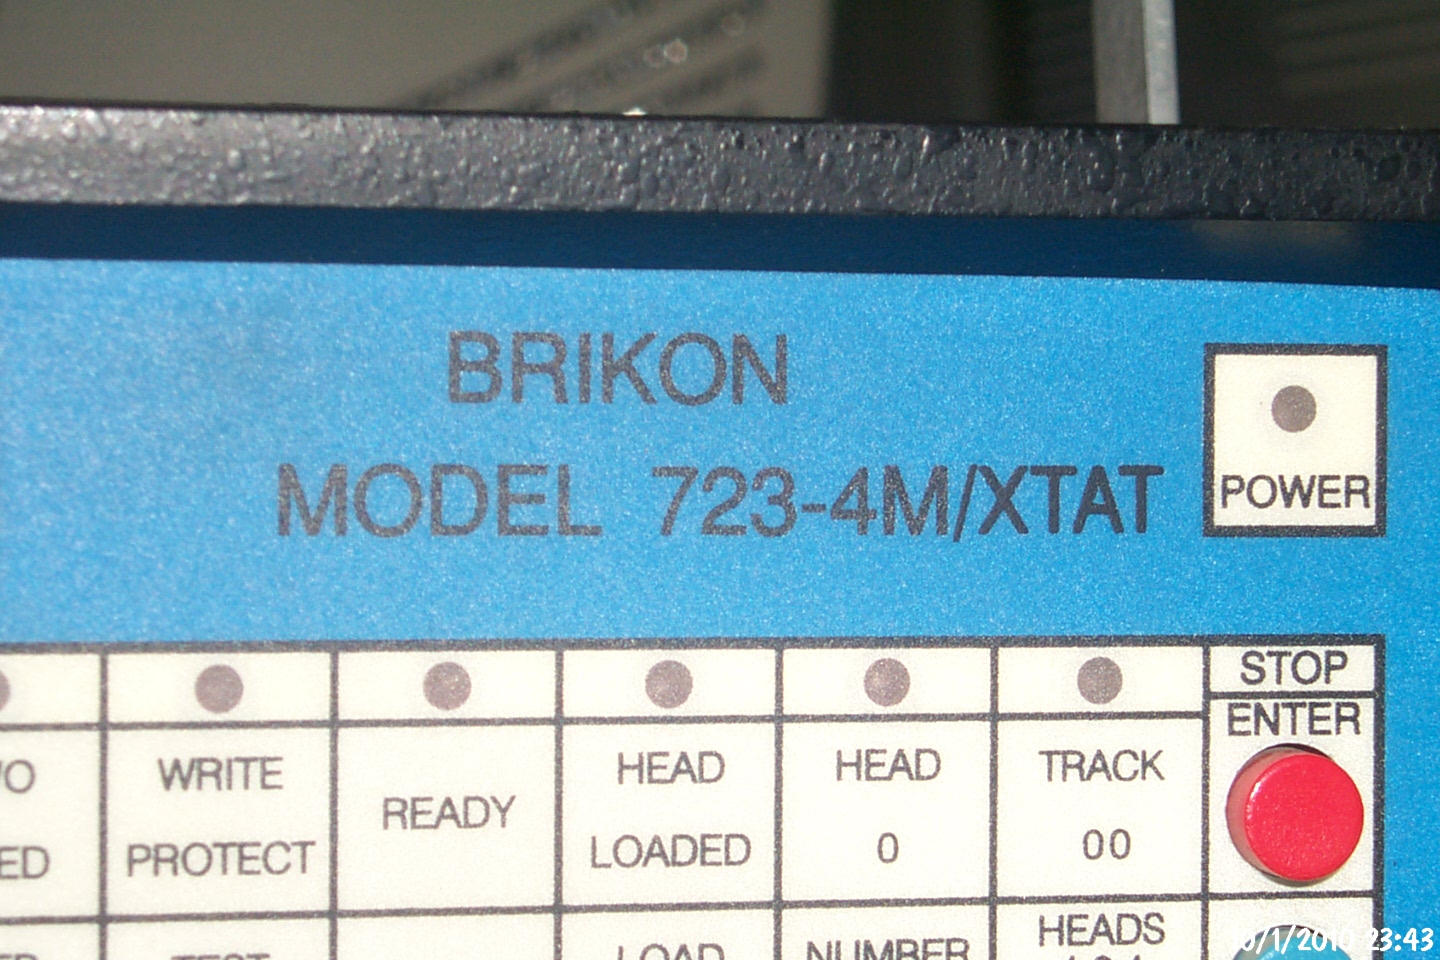 BRIKON
MODEL 723-4M/XTAT
POWER
STOP
ENTER
WRITE
PROTECT
READY
HEAD
LOADED
HEAD
0
TRACK
00
LOAD
NUMBER
HEADS
TEST
23:43